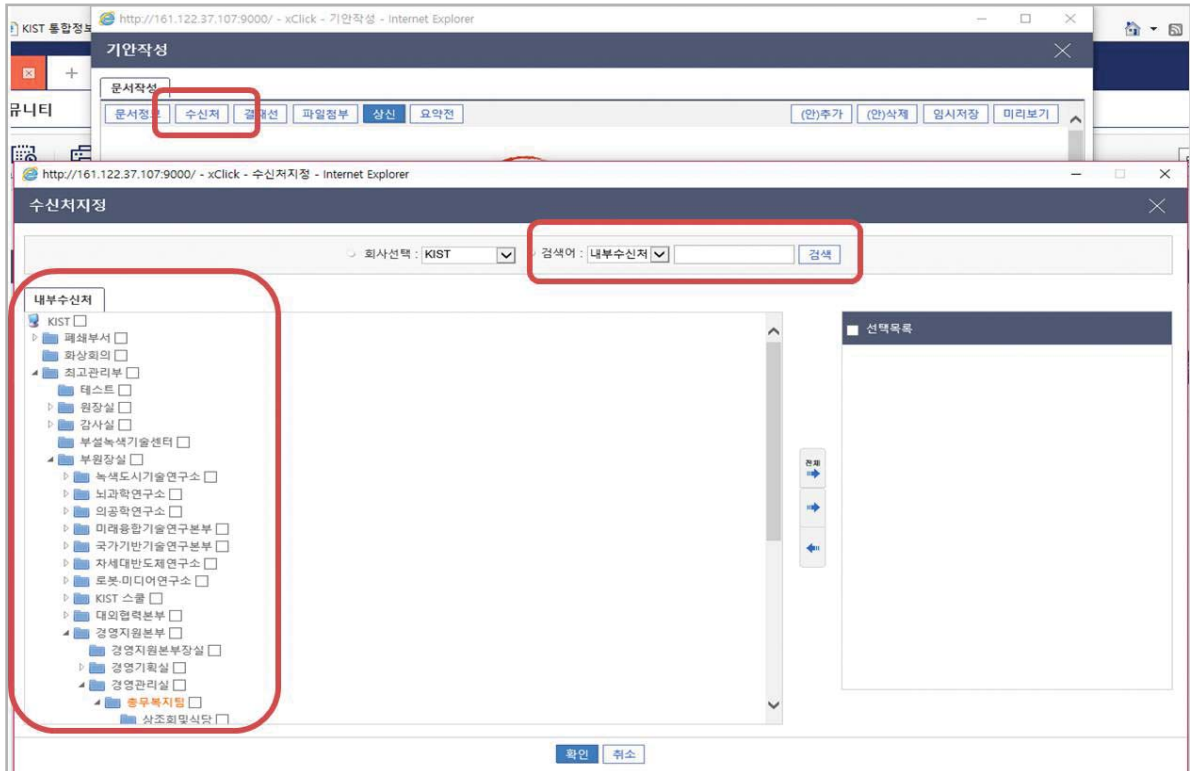 KIST 통합정보
http://161.122.37.107:9000/ - xClick - 기안작성 - Internet Explorer
기안작성
문서작성
뮤니티
문서정보 수신처 결재선 파일첨부 상신 요약전 (안)추가 (안)삭제 임시저장 미리보기
http://161.122.37.107:9000/ - xClick - 수신처지정 - Internet Explorer
수신처지정
회사선택 : KIST 검색어 : 내부수신처 검색
내부수신처
선택목록
KIST
폐쇄부서
화상회의
최고관리부
테스트
원장실
감사실
부설녹색기술센터
부원장실
녹색도시기술연구소
뇌과학연구소
의공학연구소
미래융합기술연구본부
국가기반기술연구본부
차세대반도체연구소
로봇·미디어연구소
KIST 스쿨
대외협력본부
경영지원본부
경영지원본부장실
경영기획실
경영관리실
총무복지팀
상조회및식당
전체
확인 취소